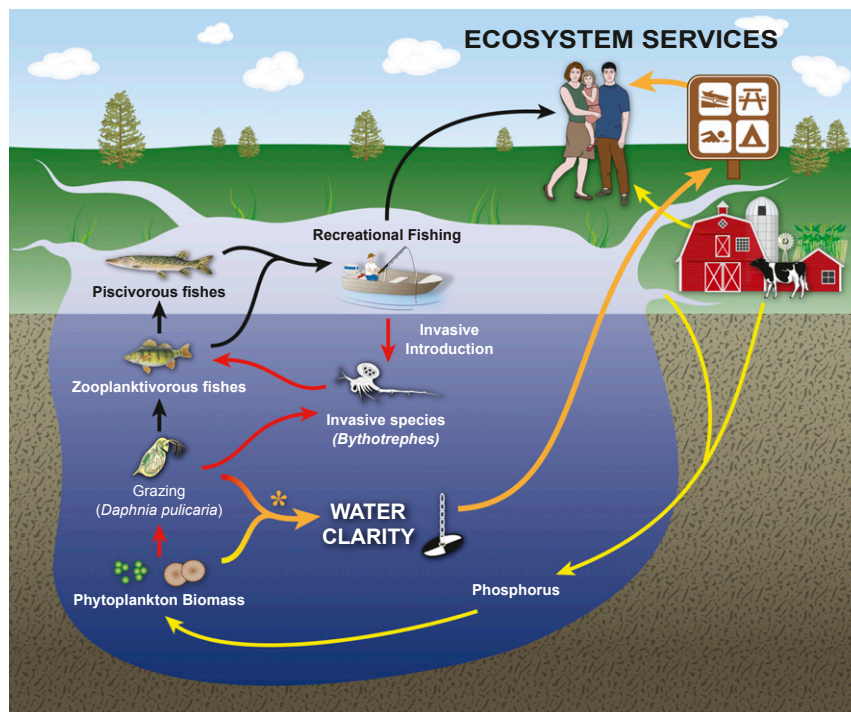 ECOSYSTEM SERVICES
Recreational Fishing
Piscivorous fishes
Invasive
Introduction
Zooplanktivorous fishes
Invasive species
(Bythotrephes)
Grazing
(Daphnia pulicaria)
*
WATER
CLARITY
Phosphorus
Phytoplankton Biomass